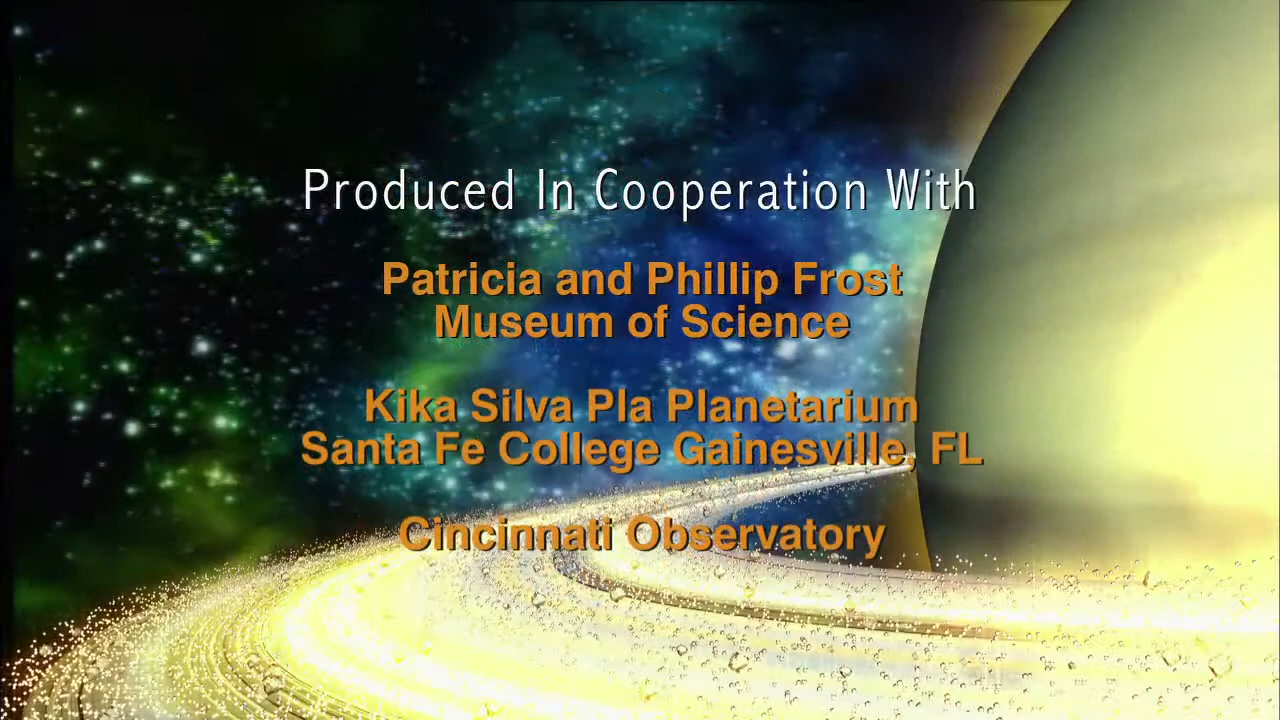 Produced In Cooperation With
Patricia and Phillip Frost
Museum of Science
Kika Silva Pla Planetarium
Santa Fe College Gainesville, FL
Cincinnati Observatory